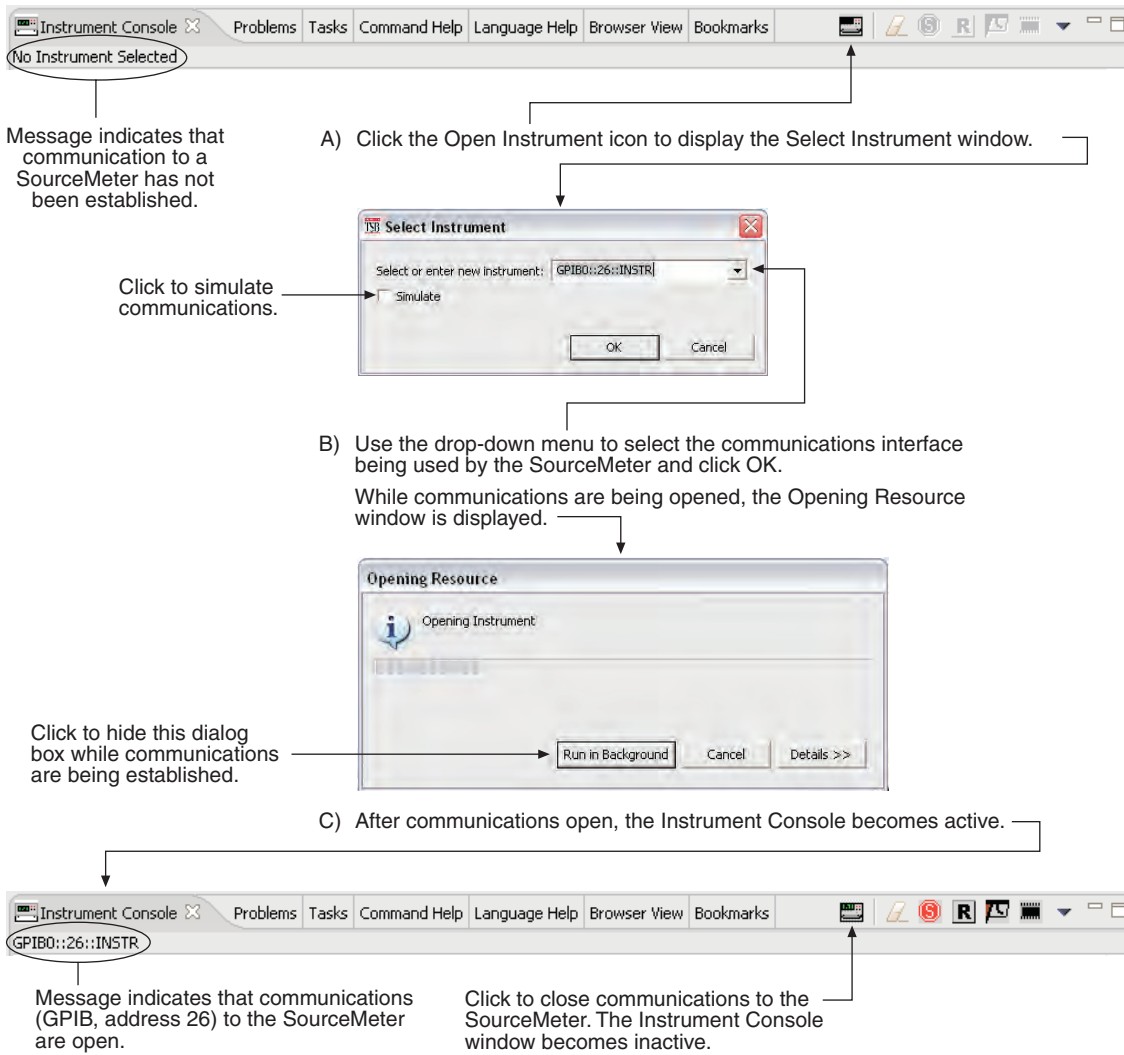 Instrument Console Problems Tasks Command Help Language Help Browser View Bookmarks
No Instrument Selected
Message indicates that
communication to a
SourceMeter has not
been established.
A) Click the Open Instrument icon to display the Select Instrument window.
TSB Select Instrument
Select or enter new instrument: GPIB0::26::INSTR
Simulate
OK Cancel
Click to simulate
communications.
B) Use the drop-down menu to select the communications interface
being used by the SourceMeter and click OK.
While communications are being opened, the Opening Resource
window is displayed.
Opening Resource
Opening Instrument
Run in Background Cancel Details >>
Click to hide this dialog
box while communications
are being established.
C) After communications open, the Instrument Console becomes active.
Instrument Console Problems Tasks Command Help Language Help Browser View Bookmarks
GPIB0::26::INSTR
Message indicates that communications
(GPIB, address 26) to the SourceMeter
are open.
Click to close communications to the
SourceMeter. The Instrument Console
window becomes inactive.